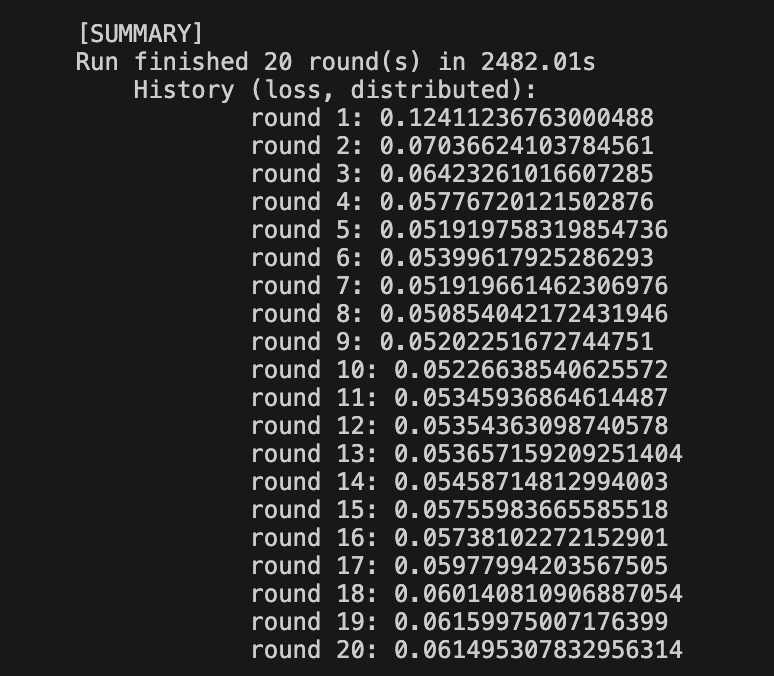 [SUMMARY]
Run finished 20 round(s) in 2482.01s
History (loss, distributed):
round 1: 0.12411236763000488
round 2: 0.07036624103784561
round 3: 0.06423261016607285
round 4: 0.05776720121502876
round 5: 0.051919758319854736
round 6: 0.05399617925286293
round 7: 0.051919661462306976
round 8: 0.050854042172431946
round 9: 0.05202251672744751
round 10: 0.05226638540625572
round 11: 0.05345936864614487
round 12: 0.05354363098740578
round 13: 0.053657159209251404
round 14: 0.05458714812994003
round 15: 0.05755983665585518
round 16: 0.05738102272152901
round 17: 0.05977994203567505
round 18: 0.060140810906887054
round 19: 0.06159975007176399
round 20: 0.061495307832956314